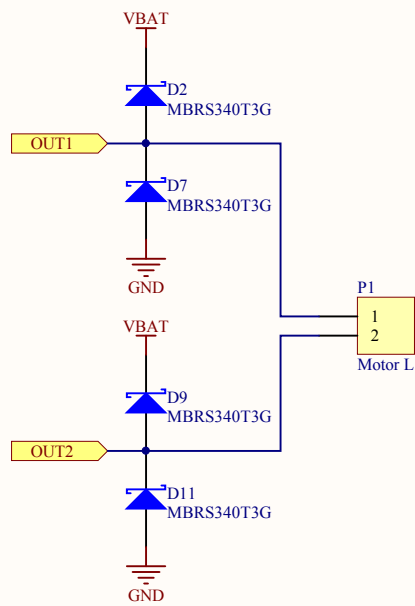 VBAT
D2
MBRS340T3G
OUT1
D7
MBRS340T3G
GND
P1
1
2
Motor L
VBAT
D9
MBRS340T3G
OUT2
D11
MBRS340T3G
GND